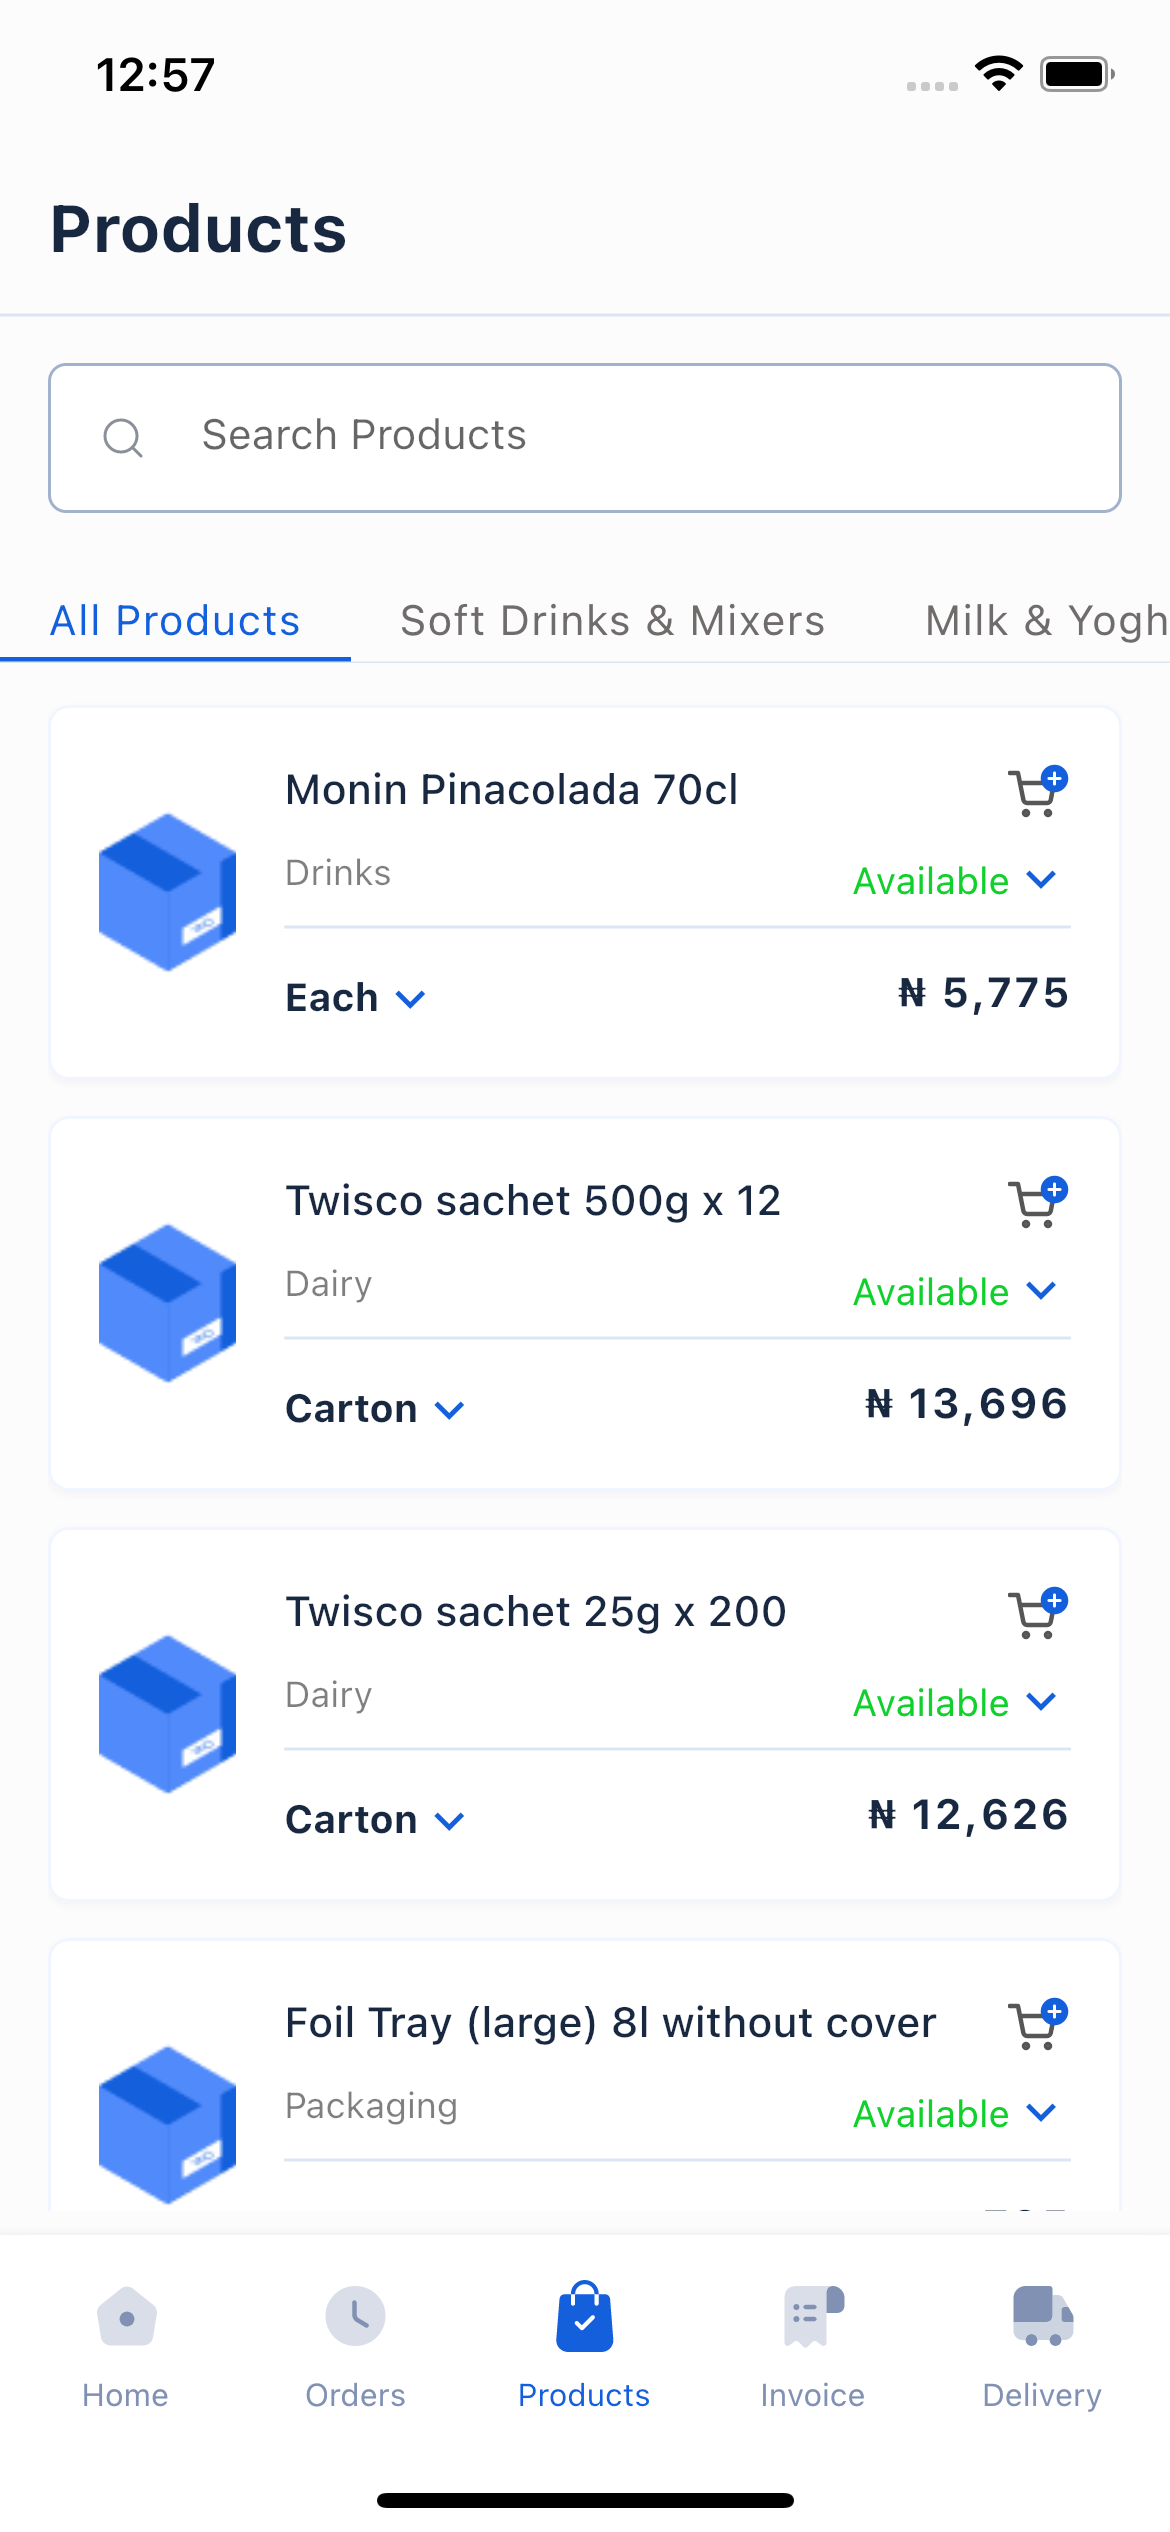 12:57
Products
Search Products
All Products Soft Drinks & Mixers Milk & Yogh
Monin Pinacolada 70cl
Drinks
Available
Each
₦ 5,775
Twisco sachet 500g x 12
Dairy
Available
Carton
₦ 13,696
Twisco sachet 25g x 200
Dairy
Available
Carton
₦ 12,626
Foil Tray (large) 8l without cover
Packaging
Available
Home Orders Products Invoice Delivery